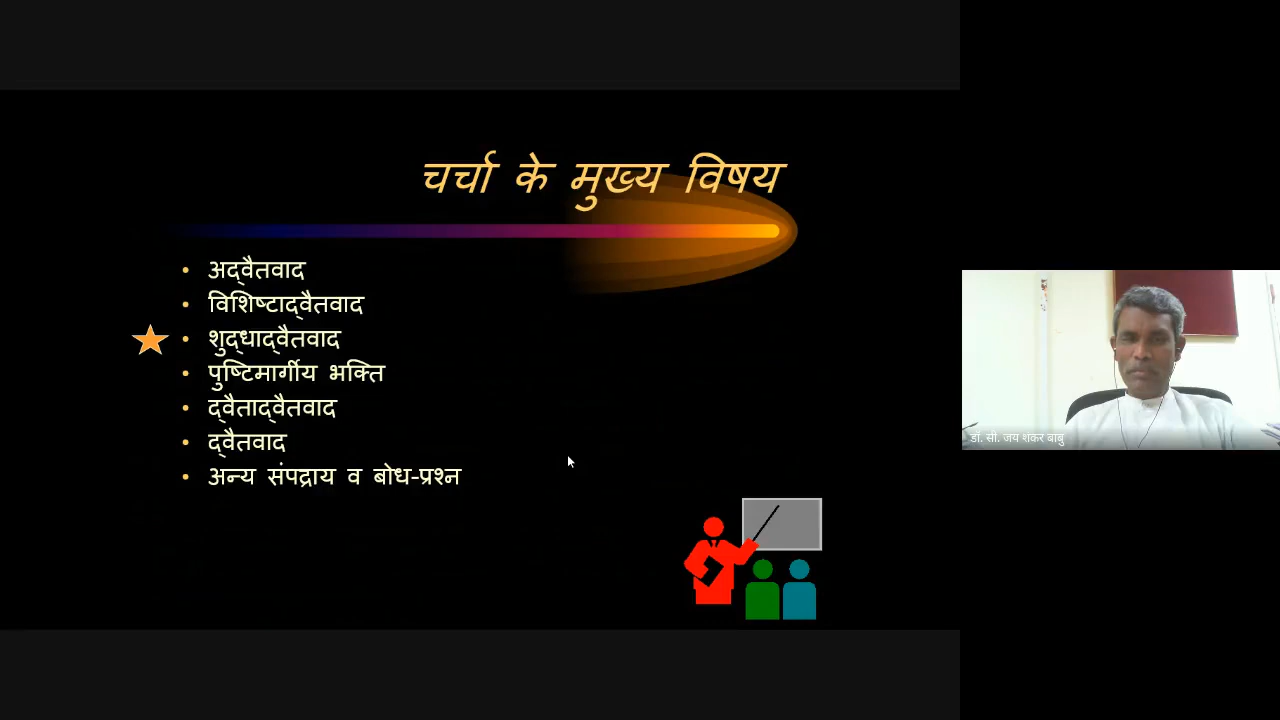 चर्चा के मुख्य विषय
• अद्वैतवाद
• विशिष्टाद्वैतवाद
• शुद्धाद्वैतवाद
• पुष्टिमार्गीय भक्ति
• द्वैताद्वैतवाद
• द्वैतवाद
• अन्य संपद्राय व बोध-प्रश्न
डॉ. सी. जय शंकर बाबु